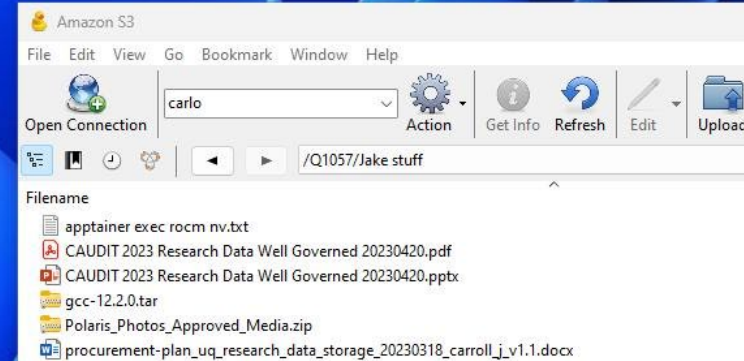 Amazon S3
File Edit View Go Bookmark Window Help
carlo
Open Connection Action Get Info Refresh Edit Upload
/Q1057/Jake stuff
Filename
apptainer exec rocm nv.txt
CAUDIT 2023 Research Data Well Governed 20230420.pdf
CAUDIT 2023 Research Data Well Governed 20230420.pptx
gcc-12.2.0.tar
Polaris_Photos_Approved_Media.zip
procurement-plan_uq_research_data_storage_20230318_carroll_j_v1.1.docx